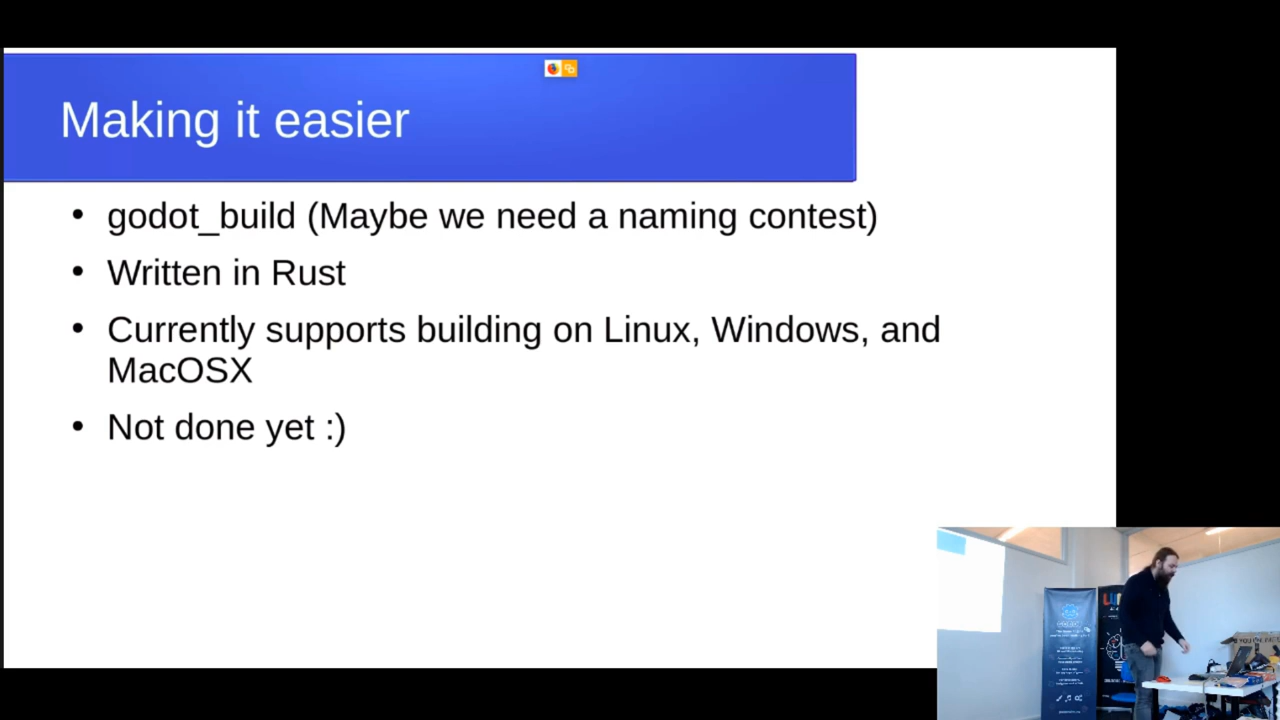 Making it easier
• godot_build (Maybe we need a naming contest)
• Written in Rust
• Currently supports building on Linux, Windows, and
MacOSX
• Not done yet :)